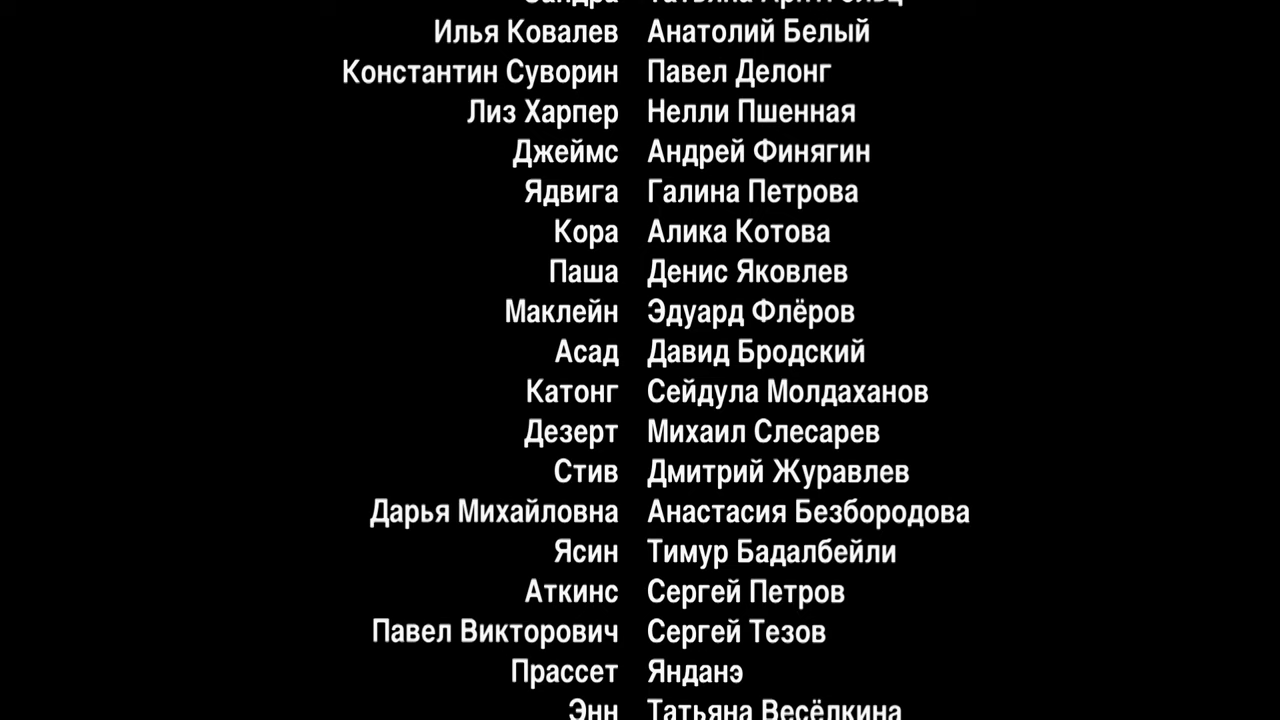 Илья Ковалев Анатолий Белый
Константин Суворин Павел Делонг
Лиз Харпер Нелли Пшенная
Джеймс Андрей Финягин
Ядвига Галина Петрова
Кора Алика Котова
Паша Денис Яковлев
Маклейн Эдуард Флёров
Асад Давид Бродский
Катонг Сейдула Молдаханов
Дезерт Михаил Слесарев
Стив Дмитрий Журавлев
Дарья Михайловна Анастасия Безбородова
Ясин Тимур Бадалбейли
Аткинс Сергей Петров
Павел Викторович Сергей Тезов
Прассет Янданэ
Энн Татьяна Весёлкина